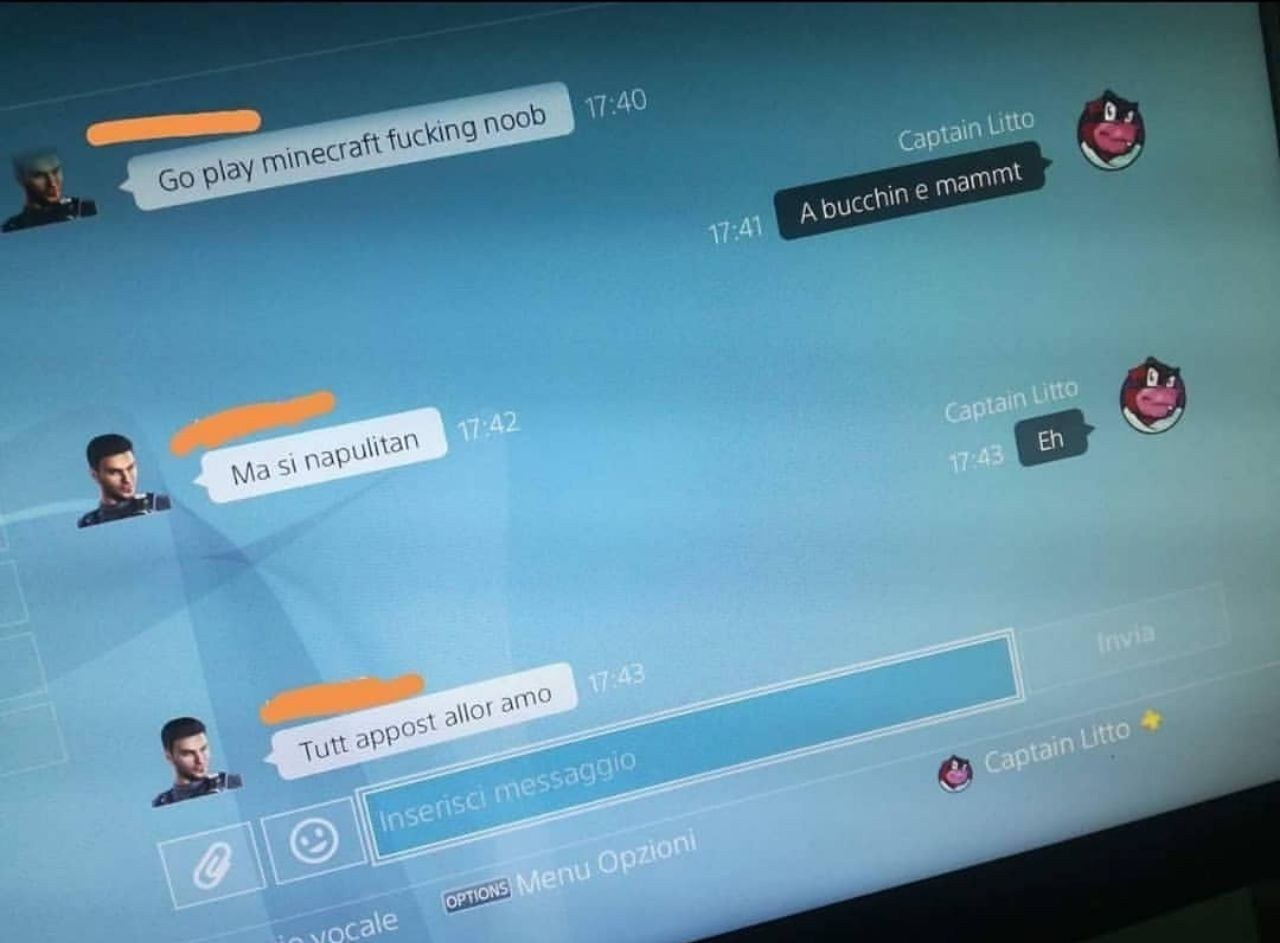 Go play minecraft fucking noob
17:40
Captain Litto
A bucchin e mammt
17:41
Ma si napulitan
17:42
Captain Litto
Eh
17:43
Tutt appost allor amo
17:43
Inserisci messaggio
Invia
Captain Litto
OPTIONS Menu Opzioni
vocale